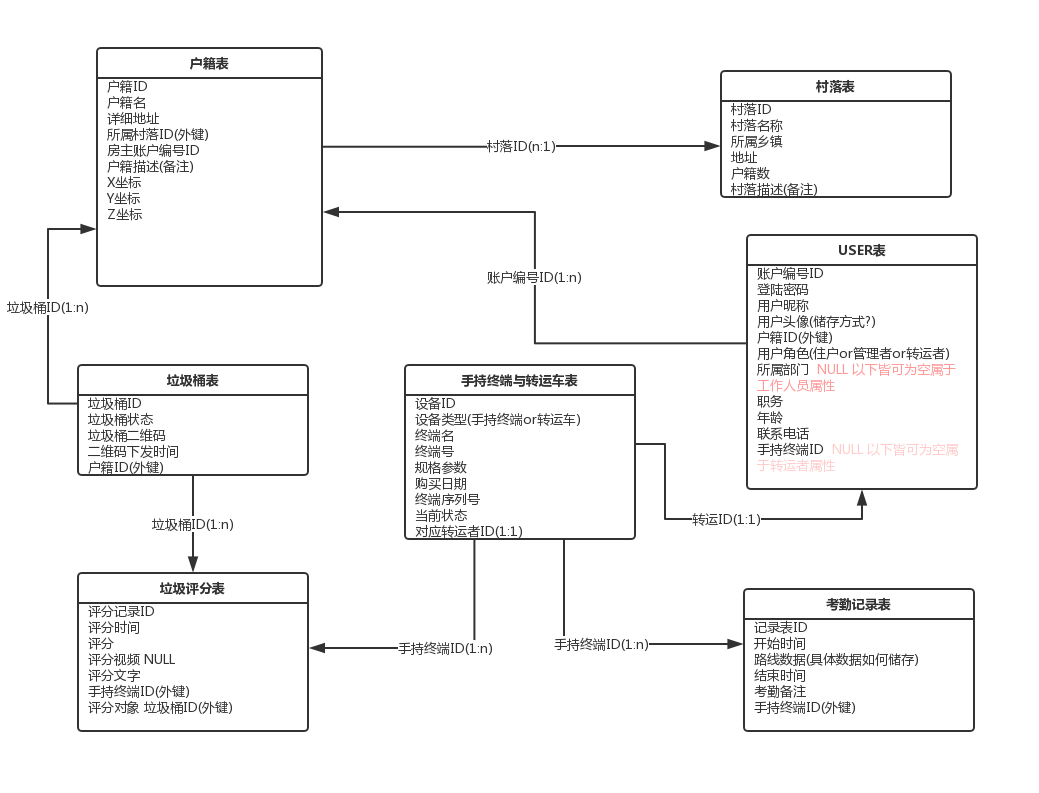 户籍表
户籍ID
户籍名
详细地址
所属村落ID(外键)
房主账户编号ID
户籍描述(备注)
X坐标
Y坐标
Z坐标
村落ID(n:1)
村落表
村落ID
村落名称
所属乡镇
地址
户籍数
村落描述(备注)
账户编号ID(1:n)
USER表
账户编号ID
登陆密码
用户昵称
用户头像(储存方式?)
户籍ID(外键)
用户角色(住户or管理者or转运者)
所属部门 NULL 以下皆可为空属于
工作人员属性
职务
年龄
联系电话
手持终端ID NULL 以下皆可为空属
于转运者属性
垃圾桶ID(1:n)
垃圾桶表
垃圾桶ID
垃圾桶状态
垃圾桶二维码
二维码下发时间
户籍ID(外键)
手持终端与转运车表
设备ID
设备类型(手持终端or转运车)
终端名
终端号
规格参数
购买日期
终端序列号
当前状态
对应转运者ID(1:1)
转运ID(1:1)
垃圾桶ID(1:n)
垃圾评分表
评分记录ID
评分时间
评分
评分视频 NULL
评分文字
手持终端ID(外键)
评分对象 垃圾桶ID(外键)
手持终端ID(1:n)
手持终端ID(1:n)
考勤记录表
记录表ID
开始时间
路线数据(具体数据如何储存)
结束时间
考勤备注
手持终端ID(外键)